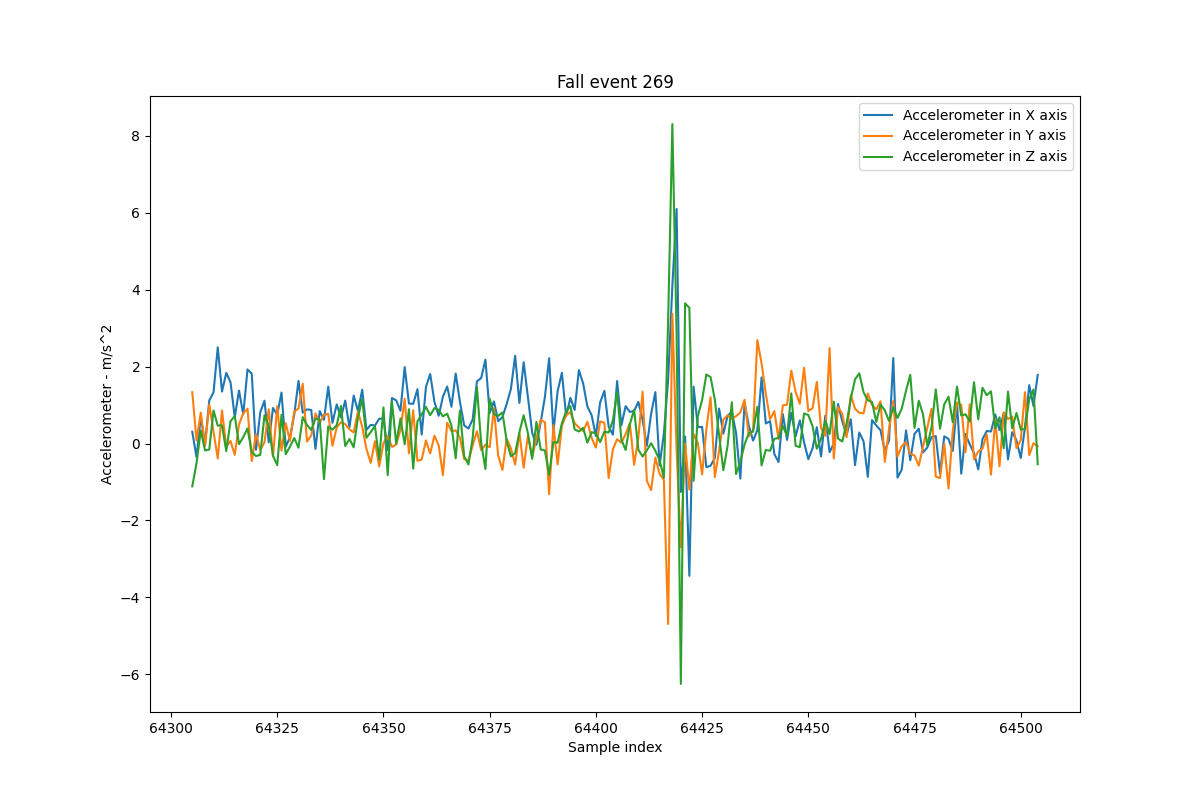 Fall event 269
Accelerometer in X axis
Accelerometer in Y axis
Accelerometer in Z axis
Accelerometer - m/s^2
8
6
4
2
0
−2
−4
−6
64300 64325 64350 64375 64400 64425 64450 64475 64500
Sample index